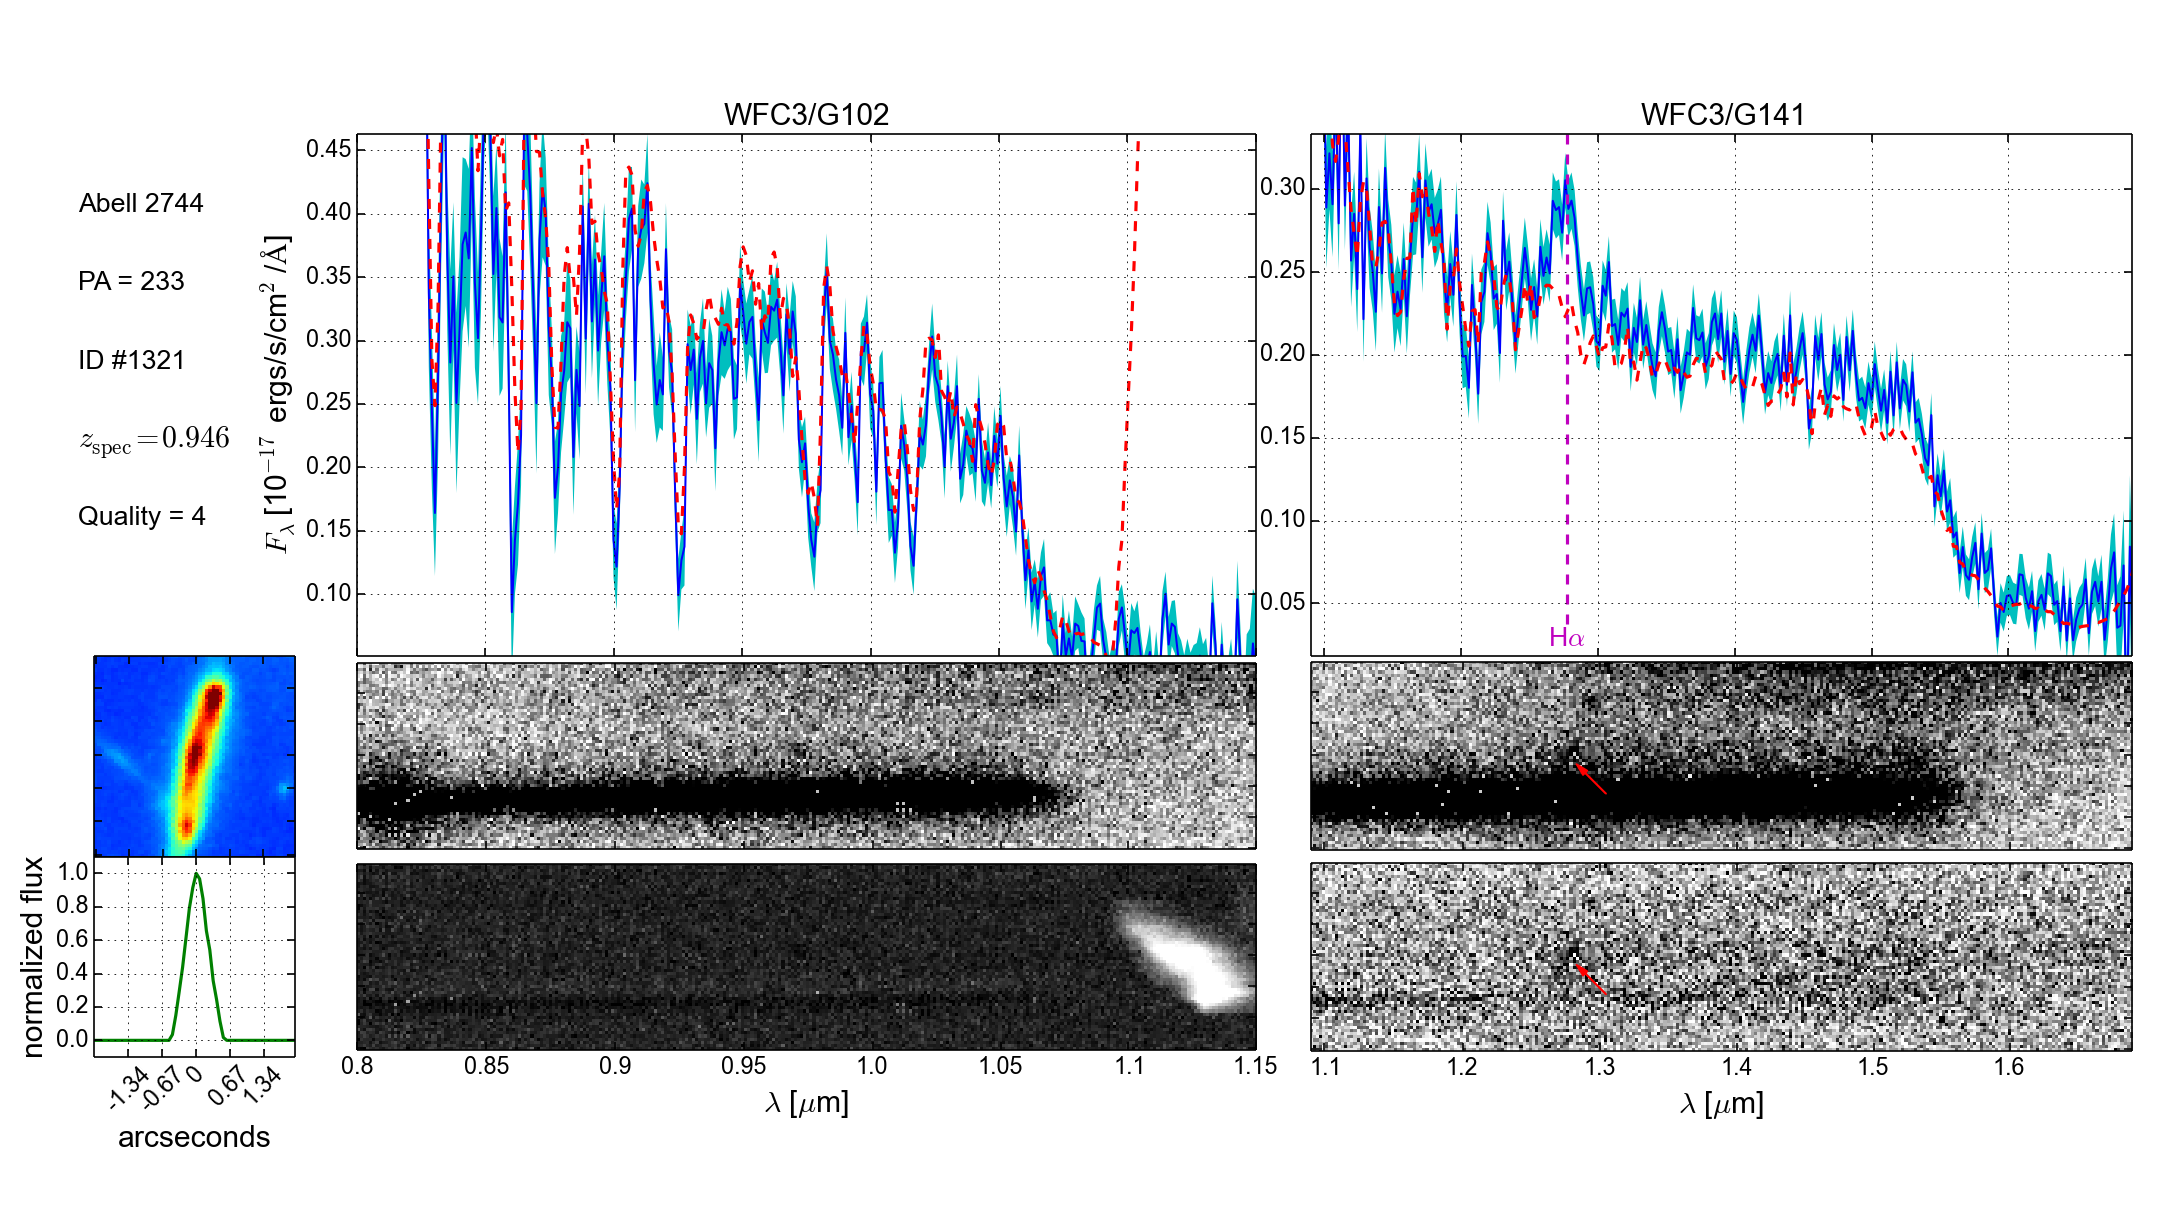 WFC3/G102
WFC3/G141
Abell 2744
PA = 233
ID #1321
z_spec = 0.946
Quality = 4
F_λ [10^−17 ergs/s/cm^2 /Å]
0.45
0.40
0.35
0.30
0.25
0.20
0.15
0.10
0.30
0.25
0.20
0.15
0.10
0.05
Hα
normalized flux
1.0
0.8
0.6
0.4
0.2
0.0
-1.34 -0.67 0 0.67 1.34
arcseconds
0.8 0.85 0.9 0.95 1.0 1.05 1.1 1.15
λ [μm]
1.1 1.2 1.3 1.4 1.5 1.6
λ [μm]